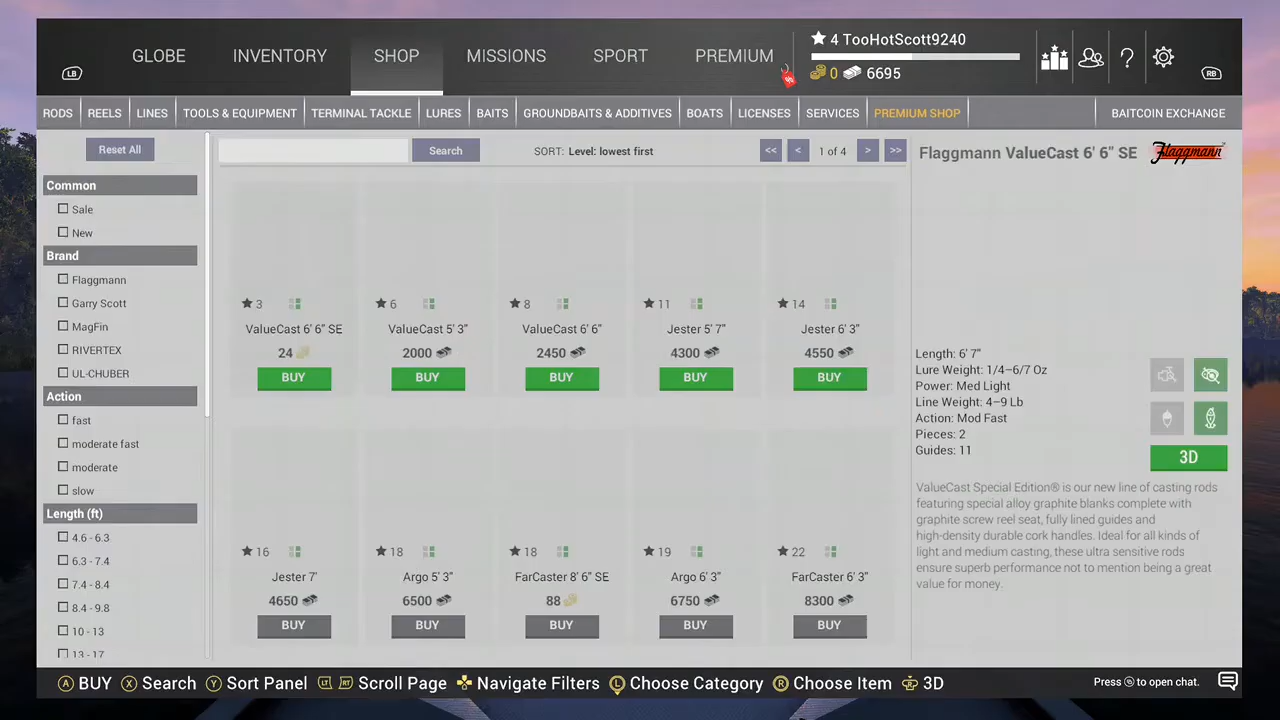 LB
GLOBE
INVENTORY
SHOP
MISSIONS
SPORT
PREMIUM
4 TooHotScott9240
0 6695
?
RB
RODS
REELS
LINES
TOOLS & EQUIPMENT
TERMINAL TACKLE
LURES
BAITS
GROUNDBAITS & ADDITIVES
BOATS
LICENSES
SERVICES
PREMIUM SHOP
BAITCOIN EXCHANGE
Reset All
Search
SORT: Level: lowest first
<<
<
1 of 4
>
>>
Common
Sale
New
Brand
Flaggmann
Garry Scott
MagFin
RIVERTEX
UL-CHUBER
Action
fast
moderate fast
moderate
slow
Length (ft)
4.6 - 6.3
6.3 - 7.4
7.4 - 8.4
8.4 - 9.8
10 - 13
13 - 17
3
6
8
11
14
ValueCast 6' 6" SE
ValueCast 5' 3"
ValueCast 6' 6"
Jester 5' 7"
Jester 6' 3"
24
2000
2450
4300
4550
BUY
BUY
BUY
BUY
BUY
16
18
18
19
22
Jester 7'
Argo 5' 3"
FarCaster 8' 6" SE
Argo 6' 3"
FarCaster 6' 3"
4650
6500
88
6750
8300
BUY
BUY
BUY
BUY
BUY
Flaggmann ValueCast 6' 6" SE
Flaggmann
Length: 6' 7"
Lure Weight: 1/4–6/7 Oz
Power: Med Light
Line Weight: 4–9 Lb
Action: Mod Fast
Pieces: 2
Guides: 11
3D
ValueCast Special Edition® is our new line of casting rods
featuring special alloy graphite blanks complete with
graphite screw reel seat, fully lined guides and
high-density durable cork handles. Ideal for all kinds of
light and medium casting, these ultra sensitive rods
ensure superb performance not to mention being a great
value for money.
A BUY
X Search
Y Sort Panel
LT RT Scroll Page
Navigate Filters
L Choose Category
R Choose Item
3D
Press to open chat.